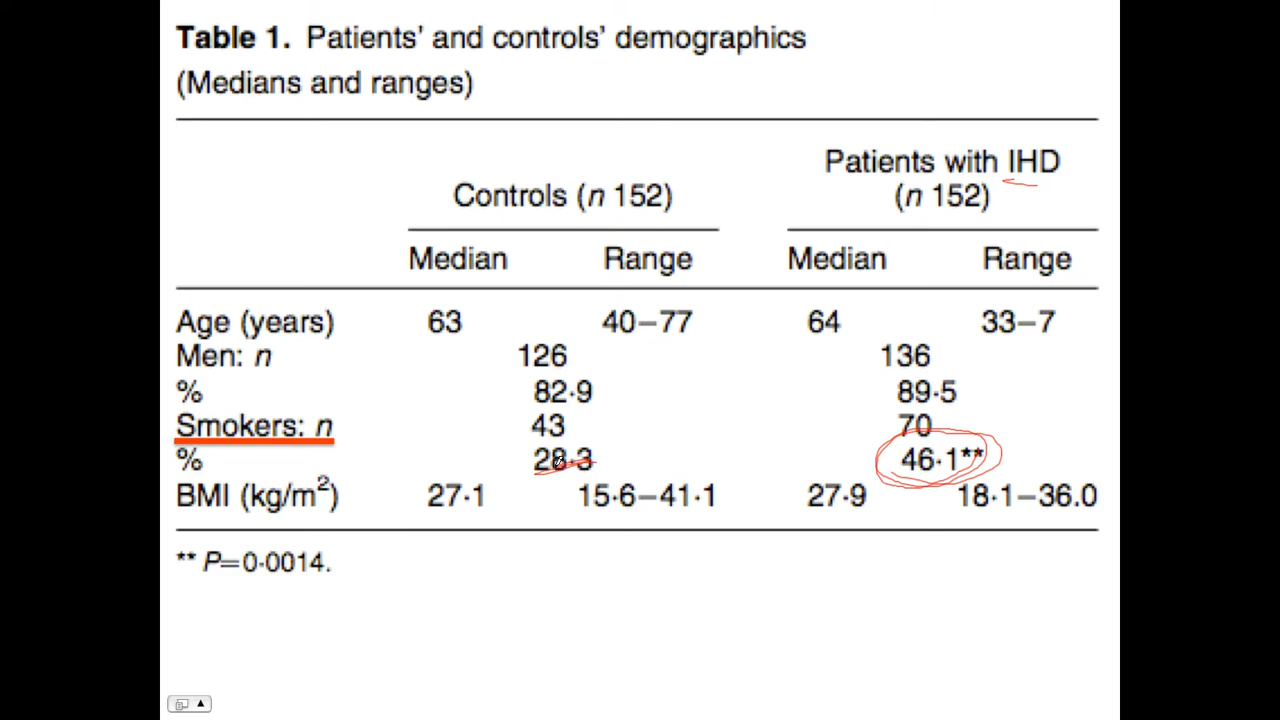 Table 1. Patients' and controls' demographics
(Medians and ranges)
Controls (n 152) Patients with IHD (n 152)
Median Range Median Range
Age (years) 63 40–77 64 33–7
Men: n 126 136
% 82·9 89·5
Smokers: n 43 70
% 28·3 46·1**
BMI (kg/m²) 27·1 15·6–41·1 27·9 18·1–36.0
** P=0·0014.